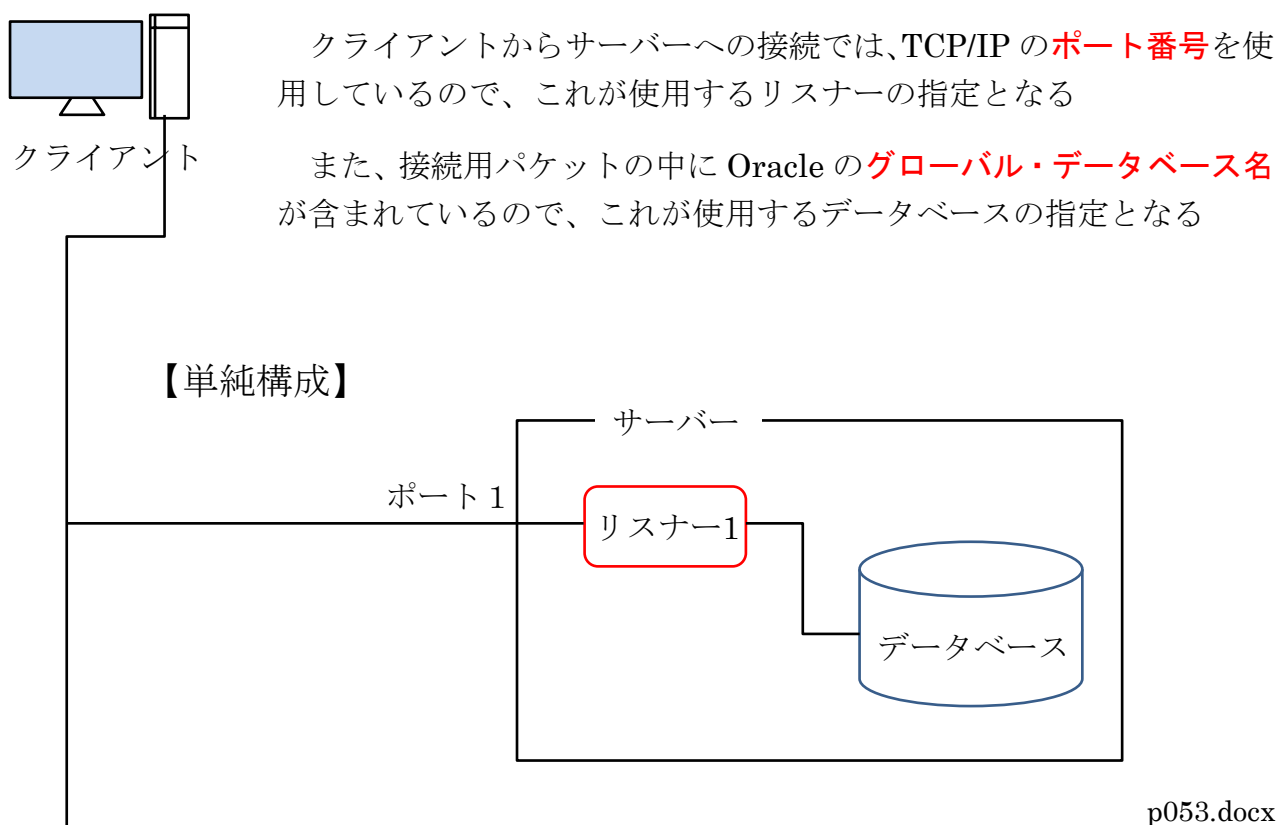 クライアントからサーバーへの接続では、TCP/IP のポート番号を使
用しているので、これが使用するリスナーの指定となる
クライアント
また、接続用パケットの中に Oracle のグローバル・データベース名
が含まれているので、これが使用するデータベースの指定となる
【単純構成】
サーバー
ポート１
リスナー1
データベース
p053.docx